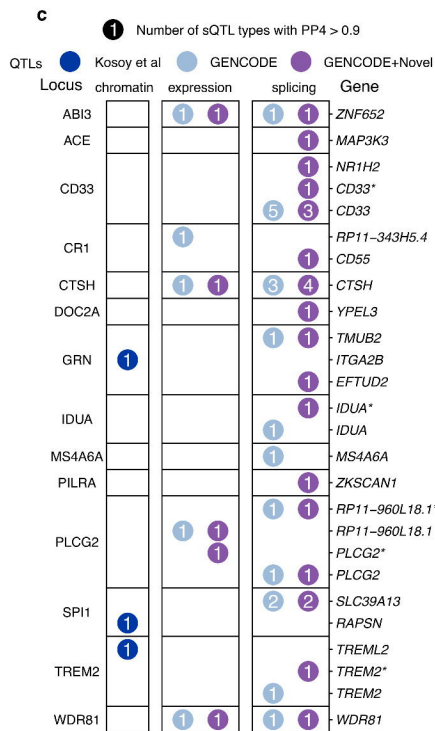 c
1 Number of sQTL types with PP4 > 0.9
QTLs Kosoy et al GENCODE GENCODE+Novel
Locus chromatin expression splicing Gene
ABI3 1 1 1 1 ZNF652
ACE 1 MAP3K3
1 NR1H2
CD33 1 CD33*
5 3 CD33
CR1 1 RP11−343H5.4
1 CD55
CTSH 1 1 3 4 CTSH
DOC2A 1 YPEL3
1 1 TMUB2
GRN 1 ITGA2B
1 EFTUD2
IDUA 1 IDUA*
1 IDUA
MS4A6A 1 MS4A6A
PILRA 1 ZKSCAN1
1 1 RP11−960L18.1*
PLCG2 1 1 RP11−960L18.1
1 PLCG2*
1 1 PLCG2
SPI1 2 2 SLC39A13
1 RAPSN
1 TREML2
TREM2 1 TREM2*
1 TREM2
WDR81 1 1 1 1 WDR81